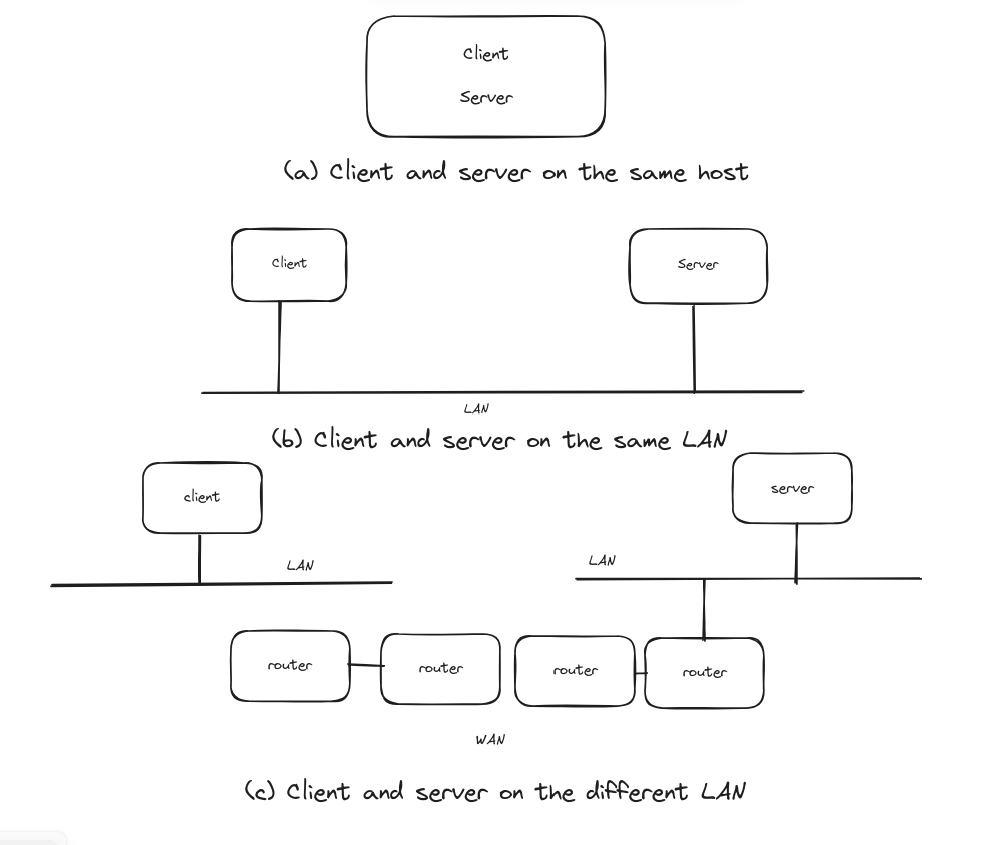 Client
Server
(a) Client and server on the same host
Client
Server
LAN
(b) Client and server on the same LAN
client
server
LAN
LAN
router
router
router
router
WAN
(c) Client and server on the different LAN